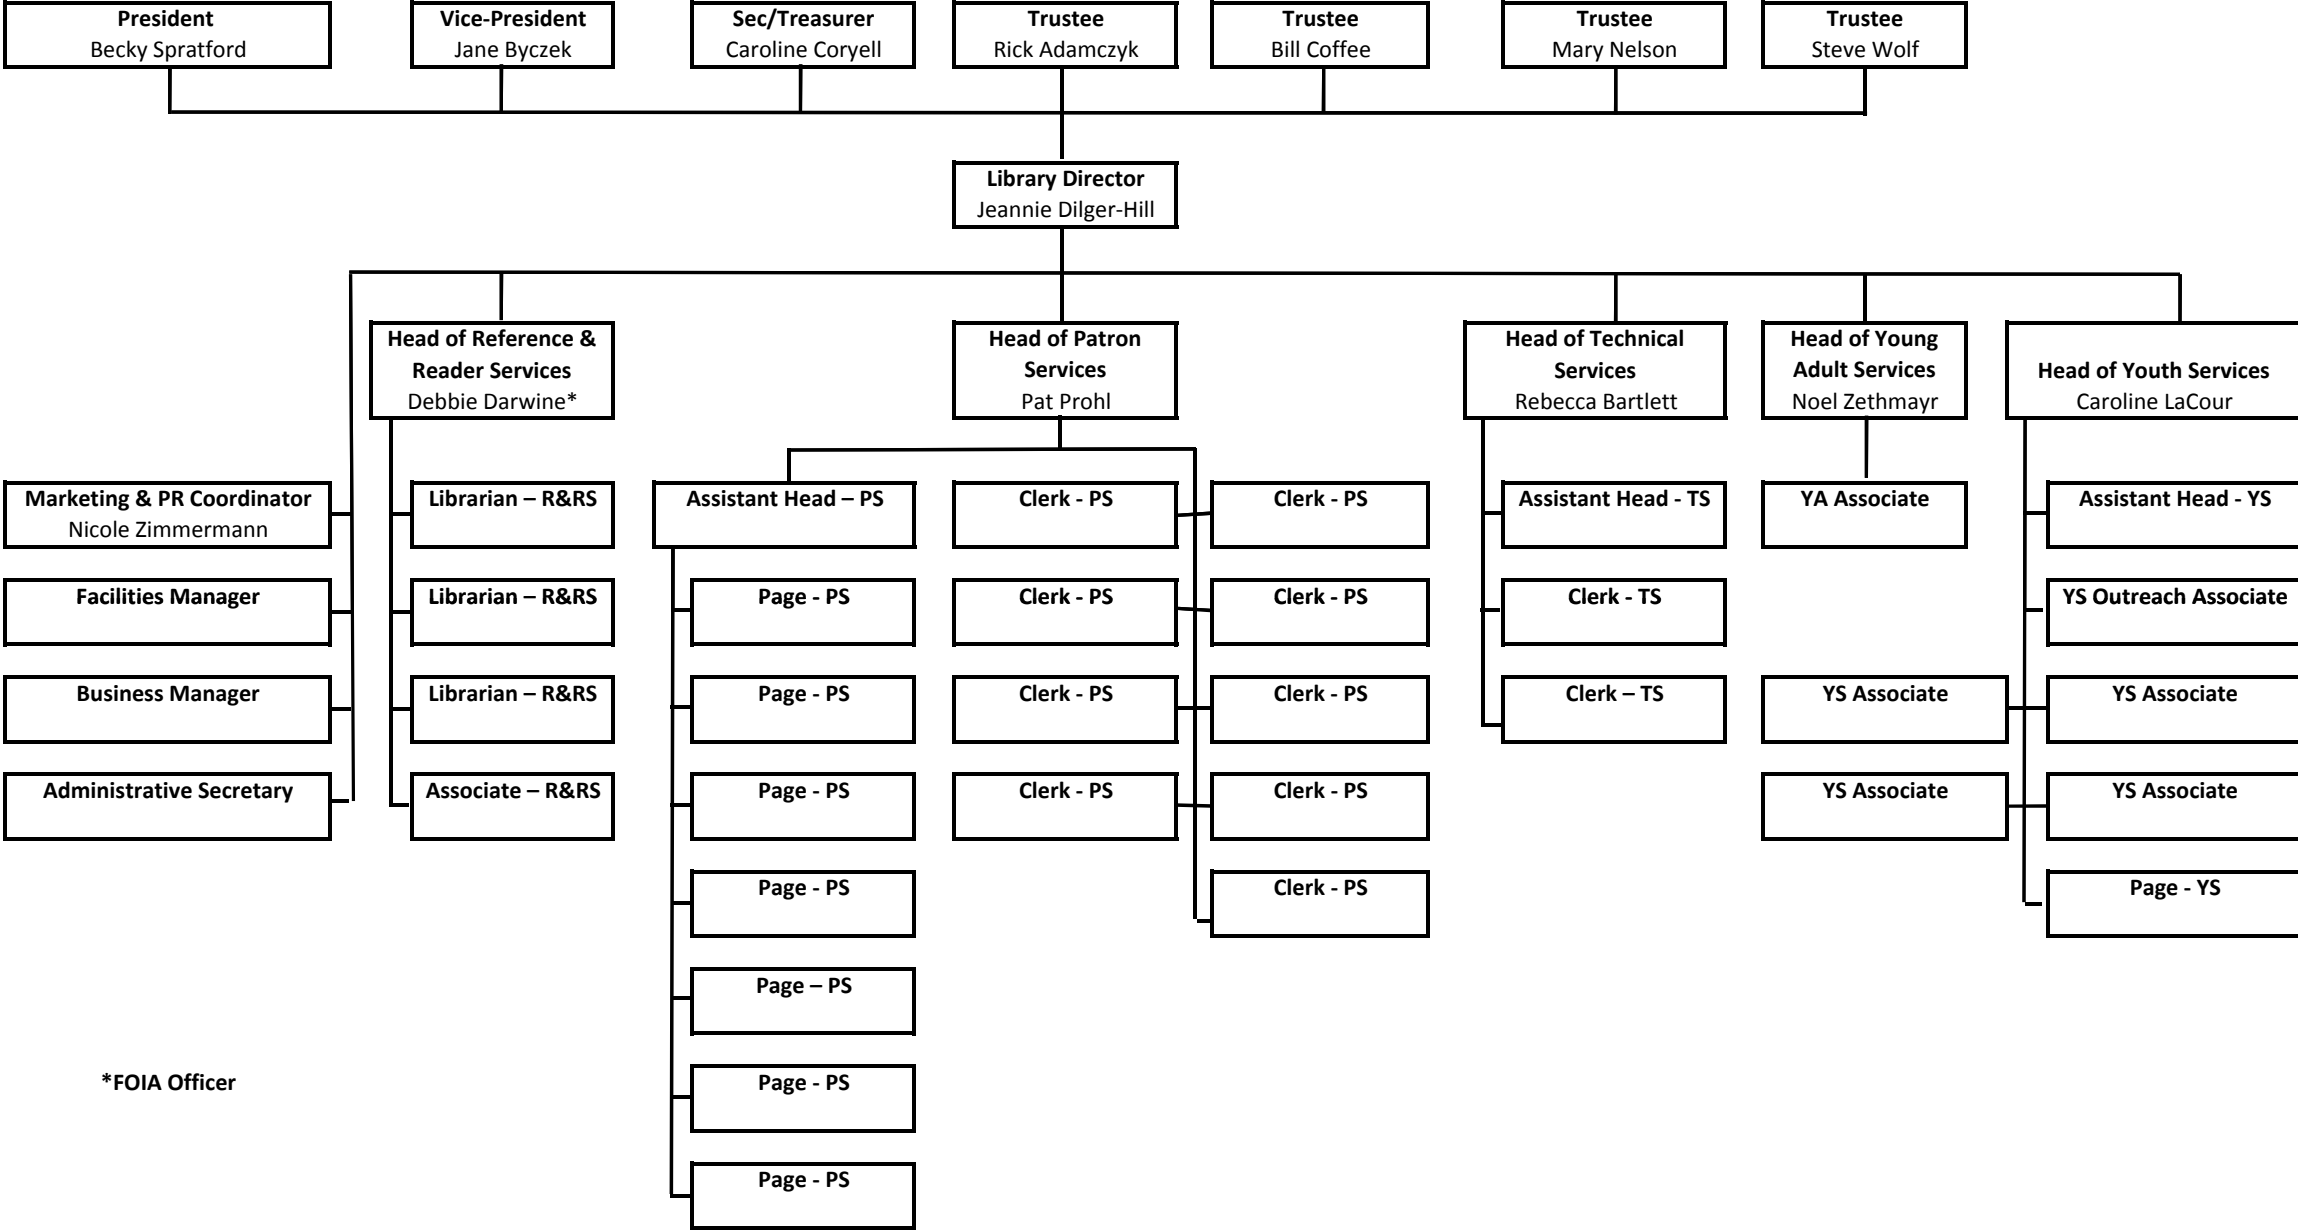 President
Becky Spratford
Vice-President
Jane Byczek
Sec/Treasurer
Caroline Coryell
Trustee
Rick Adamczyk
Trustee
Bill Coffee
Trustee
Mary Nelson
Trustee
Steve Wolf
Library Director
Jeannie Dilger-Hill
Head of Reference &
Reader Services
Debbie Darwine*
Head of Patron
Services
Pat Prohl
Head of Technical
Services
Rebecca Bartlett
Head of Young
Adult Services
Noel Zethmayr
Head of Youth Services
Caroline LaCour
Marketing & PR Coordinator
Nicole Zimmermann
Librarian – R&RS
Assistant Head – PS
Clerk - PS
Clerk - PS
Assistant Head - TS
YA Associate
Assistant Head - YS
Facilities Manager
Librarian – R&RS
Page - PS
Clerk - PS
Clerk - PS
Clerk - TS
YS Outreach Associate
Business Manager
Librarian – R&RS
Page - PS
Clerk - PS
Clerk - PS
Clerk – TS
YS Associate
YS Associate
Administrative Secretary
Associate – R&RS
Page - PS
Clerk - PS
Clerk - PS
YS Associate
YS Associate
Page - PS
Clerk - PS
Page - YS
Page – PS
*FOIA Officer
Page - PS
Page - PS